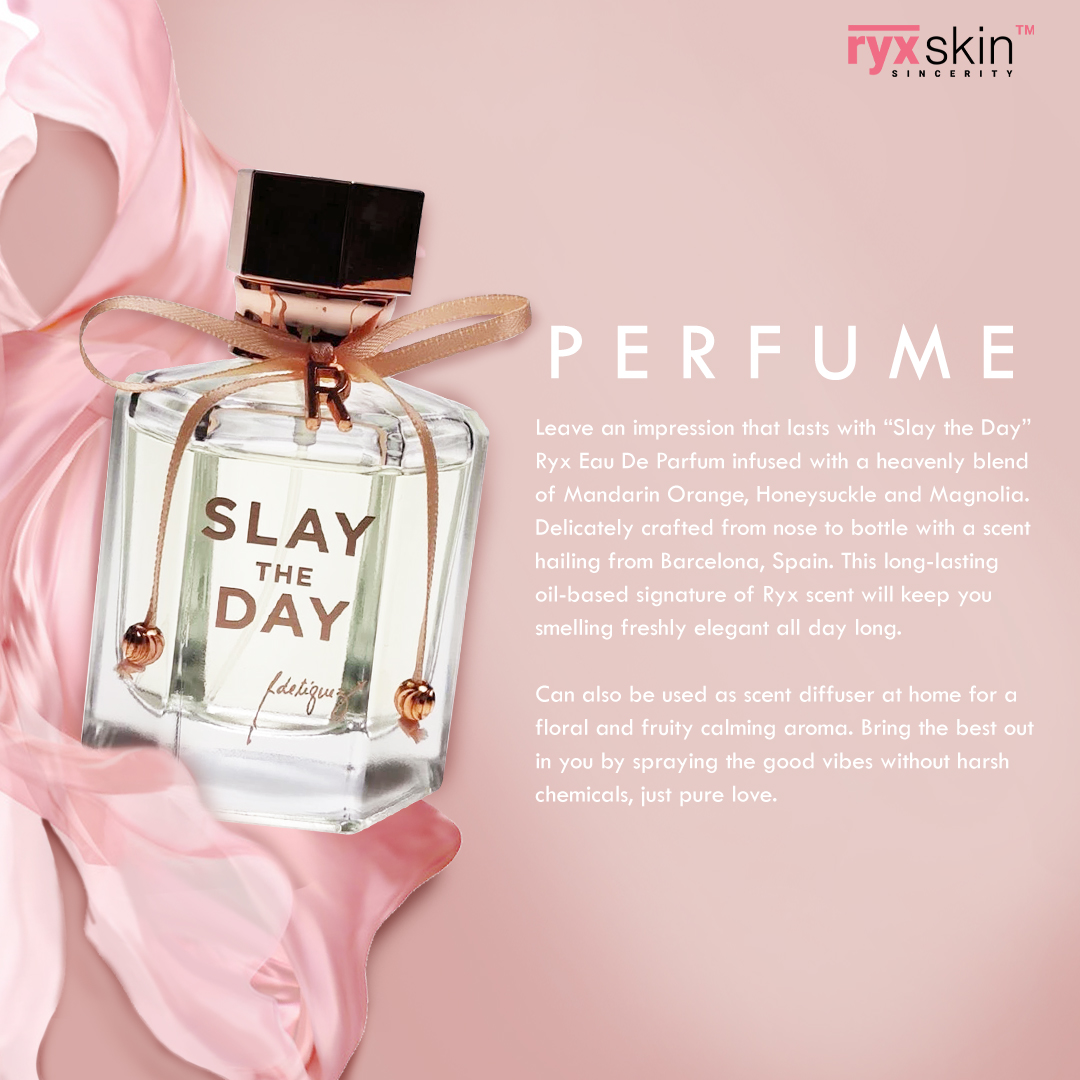 ryxskin™
SINCERITY
R
SLAY
THE
DAY
PERFUME
Leave an impression that lasts with “Slay the Day”
Ryx Eau De Parfum infused with a heavenly blend
of Mandarin Orange, Honeysuckle and Magnolia.
Delicately crafted from nose to bottle with a scent
hailing from Barcelona, Spain. This long-lasting
oil-based signature of Ryx scent will keep you
smelling freshly elegant all day long.
Can also be used as scent diffuser at home for a
floral and fruity calming aroma. Bring the best out
in you by spraying the good vibes without harsh
chemicals, just pure love.